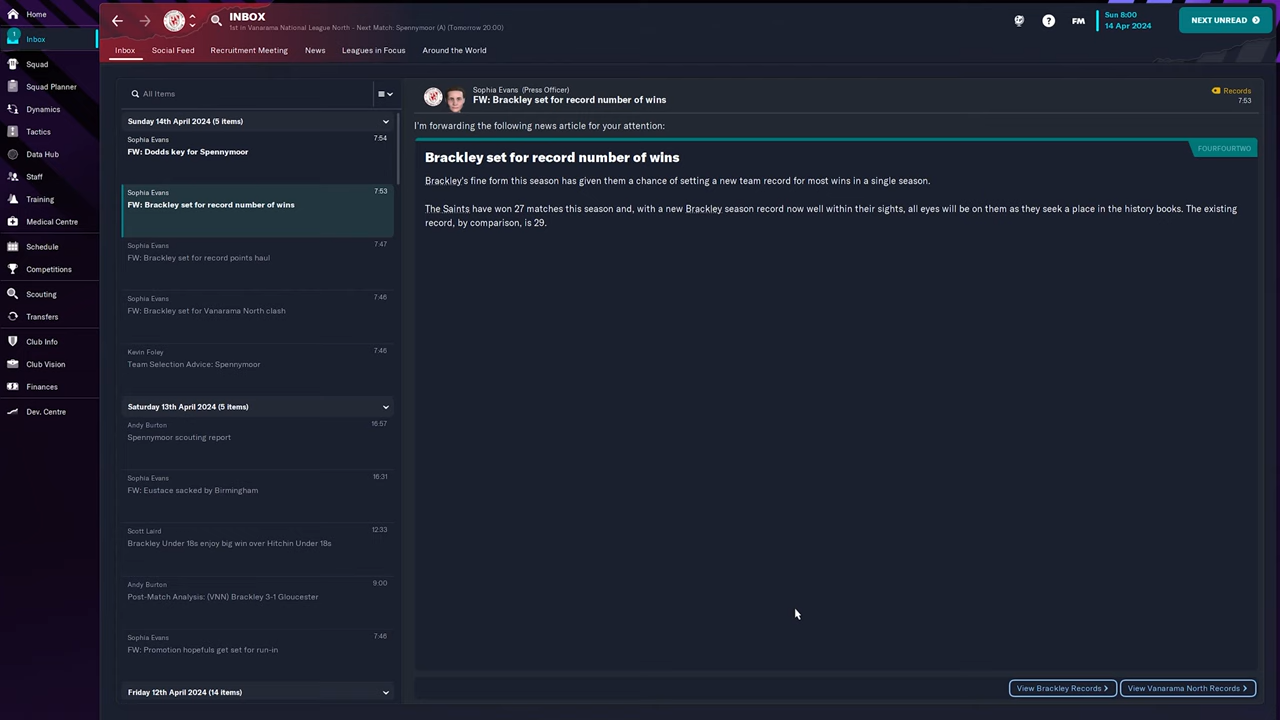 Home
1
Inbox
Squad
Squad Planner
Dynamics
Tactics
Data Hub
Staff
Training
Medical Centre
Schedule
Competitions
Scouting
Transfers
Club Info
Club Vision
Finances
Dev. Centre
INBOX
1st in Vanarama National League North - Next Match: Spennymoor (A) (Tomorrow 20:00)
FM
Sun 8:00
14 Apr 2024
NEXT UNREAD
Inbox
Social Feed
Recruitment Meeting
News
Leagues in Focus
Around the World
All Items
Sunday 14th April 2024 (5 items)
Sophia Evans 7:54
FW: Dodds key for Spennymoor
Sophia Evans 7:53
FW: Brackley set for record number of wins
Sophia Evans 7:47
FW: Brackley set for record points haul
Sophia Evans 7:46
FW: Brackley set for Vanarama North clash
Kevin Foley 7:46
Team Selection Advice: Spennymoor
Saturday 13th April 2024 (5 items)
Andy Burton 16:57
Spennymoor scouting report
Sophia Evans 16:31
FW: Eustace sacked by Birmingham
Scott Laird 12:33
Brackley Under 18s enjoy big win over Hitchin Under 18s
Andy Burton 9:00
Post-Match Analysis: (VNN) Brackley 3-1 Gloucester
Sophia Evans 7:46
FW: Promotion hopefuls get set for run-in
Friday 12th April 2024 (14 items)
Sophia Evans (Press Officer)
FW: Brackley set for record number of wins
Records
7:53
I'm forwarding the following news article for your attention:
FOURFOURTWO
Brackley set for record number of wins
Brackley's fine form this season has given them a chance of setting a new team record for most wins in a single season.
The Saints have won 27 matches this season and, with a new Brackley season record now well within their sights, all eyes will be on them as they seek a place in the history books. The existing
record, by comparison, is 29.
View Brackley Records
View Vanarama North Records